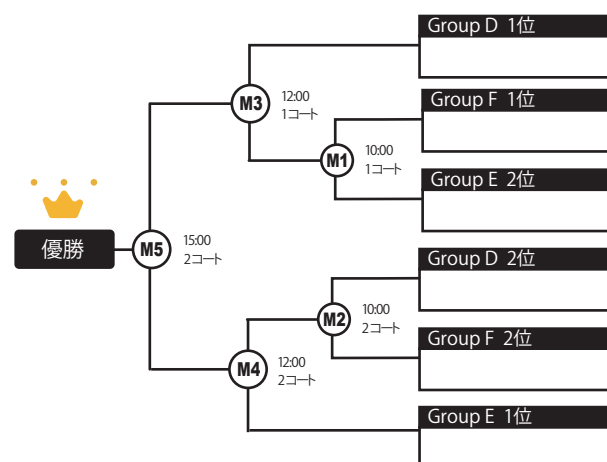 Group D 1位
M3
12:00
1コート
Group F 1位
M1
10:00
1コート
Group E 2位
優勝
M5
15:00
2コート
Group D 2位
M2
10:00
2コート
Group F 2位
M4
12:00
2コート
Group E 1位